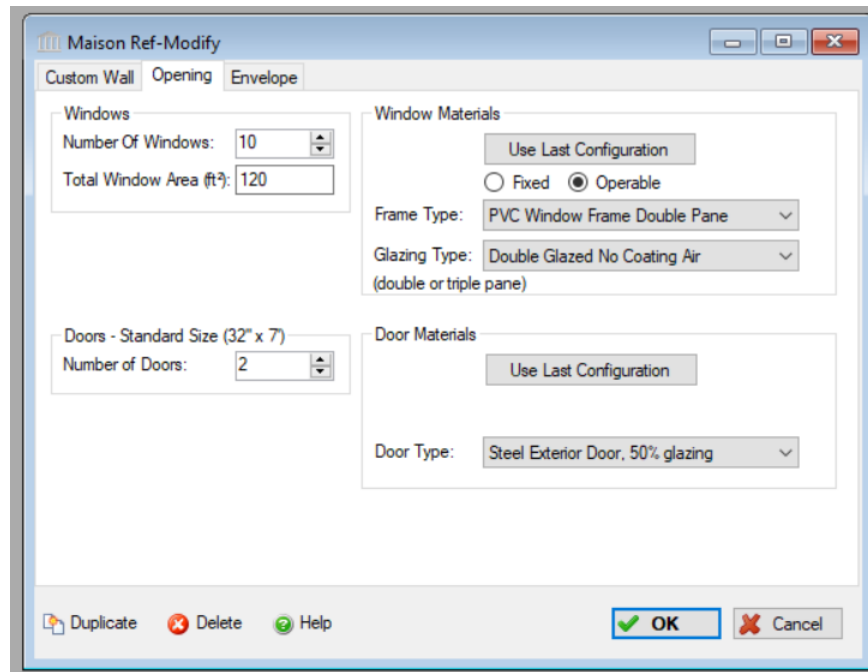 Maison Ref-Modify
Custom Wall Opening Envelope
Windows
Number Of Windows: 10
Total Window Area (ft²): 120
Window Materials
Use Last Configuration
Fixed Operable
Frame Type: PVC Window Frame Double Pane
Glazing Type: Double Glazed No Coating Air
(double or triple pane)
Doors - Standard Size (32" x 7')
Number of Doors: 2
Door Materials
Use Last Configuration
Door Type: Steel Exterior Door, 50% glazing
Duplicate Delete Help OK Cancel